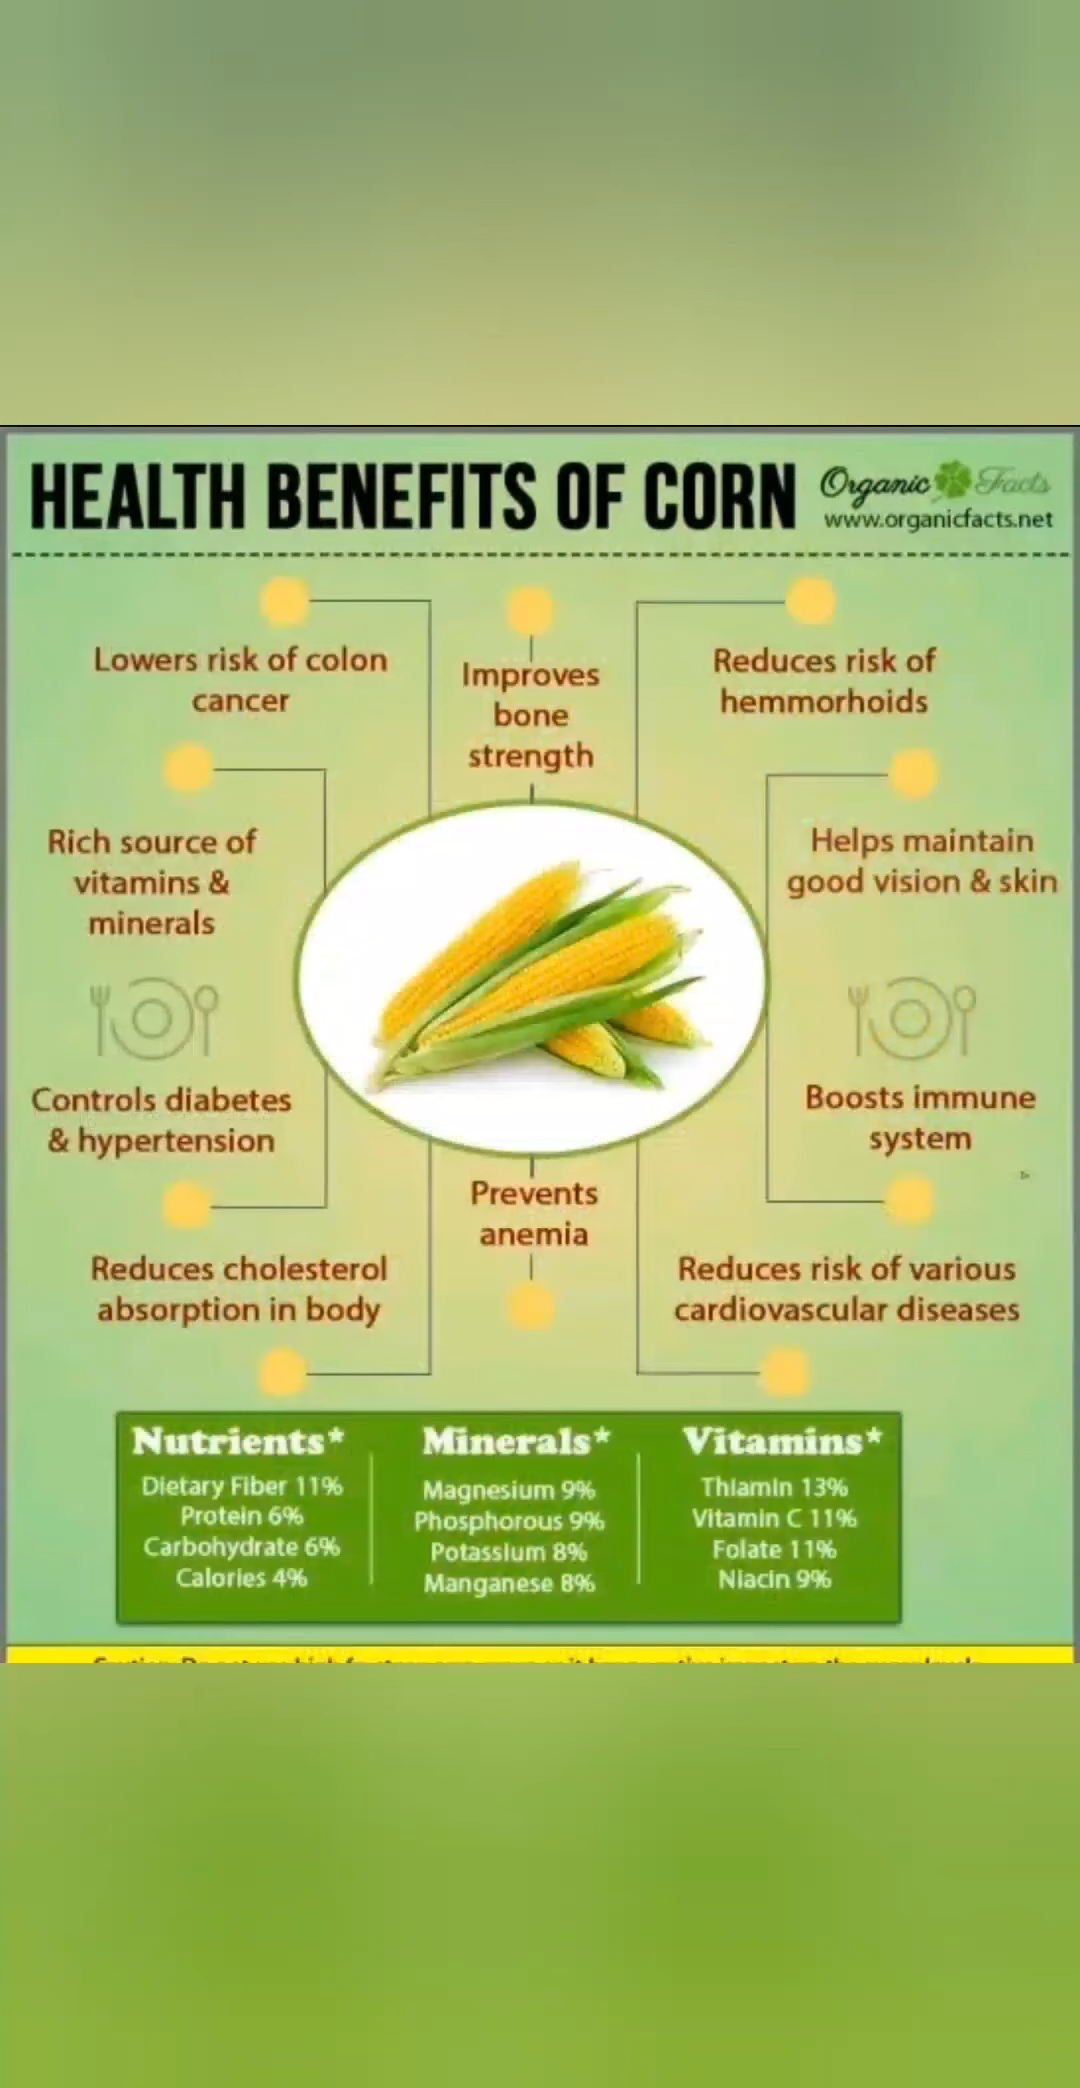 HEALTH BENEFITS OF CORN
Organic Facts
www.organicfacts.net
Lowers risk of colon
cancer
Improves
bone
strength
Reduces risk of
hemmorhoids
Rich source of
vitamins &
minerals
Helps maintain
good vision & skin
Controls diabetes
& hypertension
Boosts immune
system
Prevents
anemia
Reduces cholesterol
absorption in body
Reduces risk of various
cardiovascular diseases
Nutrients*
Dietary Fiber 11%
Protein 6%
Carbohydrate 6%
Calories 4%
Minerals*
Magnesium 9%
Phosphorous 9%
Potassium 8%
Manganese 8%
Vitamins*
Thiamin 13%
Vitamin C 11%
Folate 11%
Niacin 9%